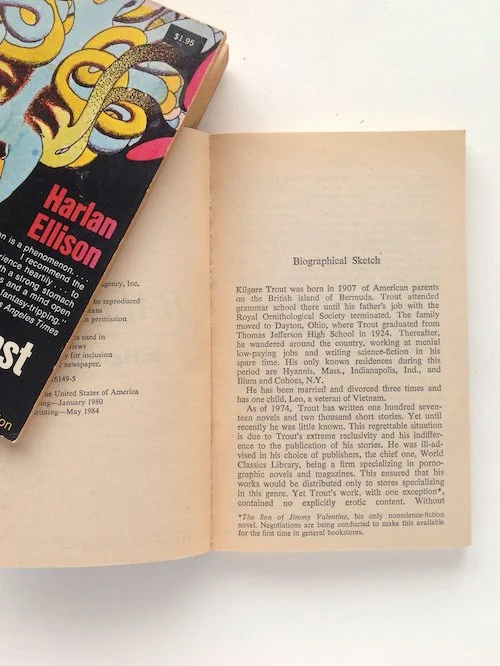 $1.95
Harlan
Ellison
n is a phenomenon. . .
I recommend the
rience heartily . . . to
h a strong stomach
s and a mind open
fantasy-tripping.
os Angeles Times
st
on
gency, Inc.
be reproduced
eans
permission
es used in
views
for inclusion
newspaper,
6149-5
e United States of America
nting—January 1980
rinting—May 1984
Biographical Sketch
Kilgore Trout was born in 1907 of American parents
on the British island of Bermuda. Trout attended
grammar school there until his father's job with the
Royal Ornithological Society terminated. The family
moved to Dayton, Ohio, where Trout graduated from
Thomas Jefferson High School in 1924. Thereafter,
he wandered around the country, working at menial
low-paying jobs and writing science-fiction in his
spare time. His only known residences during this
period are Hyannis, Mass., Indianapolis, Ind., and
Ilium and Cohoes, N.Y.
He has been married and divorced three times and
has one child, Leo, a veteran of Vietnam.
As of 1974, Trout has written one hundred seven-
teen novels and two thousand short stories. Yet until
recently he was little known. This regrettable situation
is due to Trout's extreme reclusivity and his indiffer-
ence to the publication of his stories. He was ill-ad-
vised in his choice of publishers, the chief one, World
Classics Library, being a firm specializing in porno-
graphic novels and magazines. This ensured that his
works would be distributed only to stores specializing
in this genre. Yet Trout's work, with one exception*,
contained no explicitly erotic content. Without
*The Son of Jimmy Valentine, his only nonscience-fiction
novel. Negotiations are being conducted to make this available
for the first time in general bookstores.